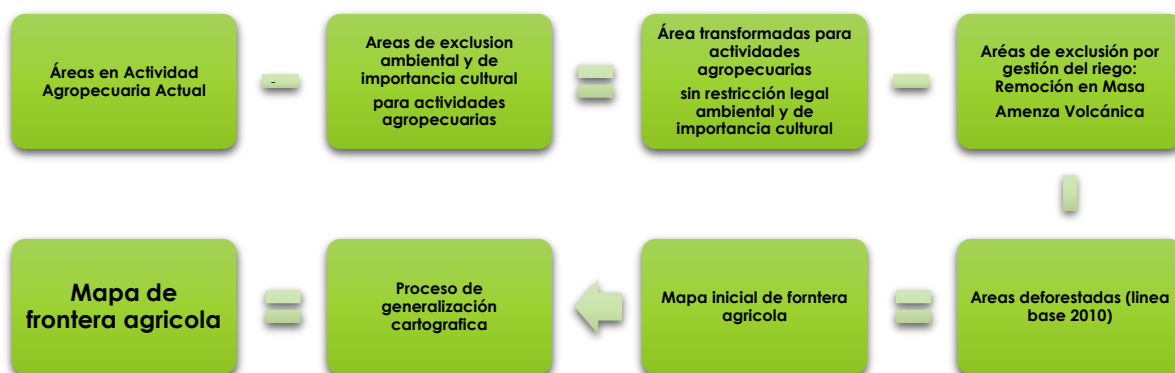 Áreas en Actividad
Agropecuaria Actual
-
Areas de exclusion
ambiental y de
importancia cultural
para actividades
agropecuarias
Área transformadas para
actividades
agropecuarias
sin restricción legal
ambiental y de
importancia cultural
Aréas de exclusión por
gestión del riego:
Remoción en Masa
Amenza Volcánica
Mapa de
frontera agricola
Proceso de
generalización
cartografica
Mapa inicial de forntera
agricola
Areas deforestadas (linea
base 2010)